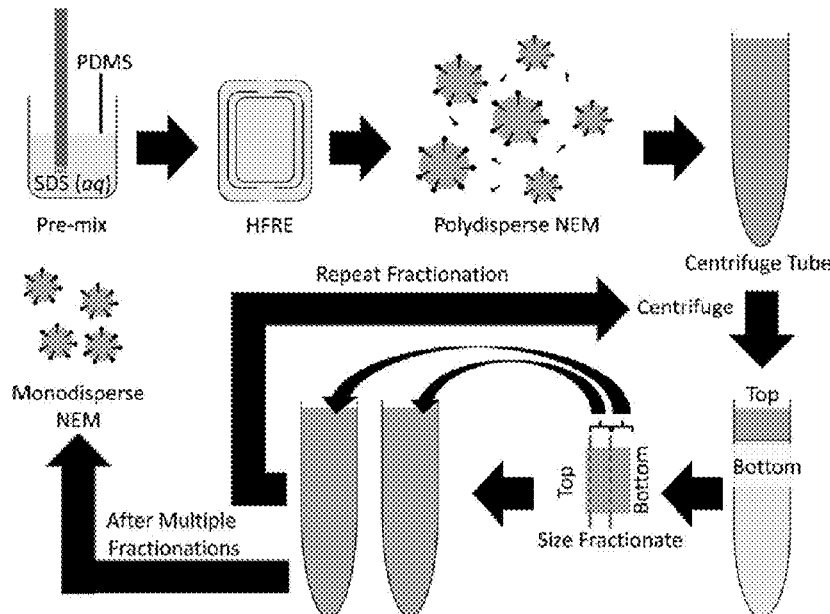 PDMS
SDS (aq)
Pre-mix
HFRE
Polydisperse NEM
Centrifuge Tube
Repeat Fractionation
Centrifuge
Monodisperse
NEM
Top
Bottom
Top
Bottom
Size Fractionate
After Multiple
Fractionations